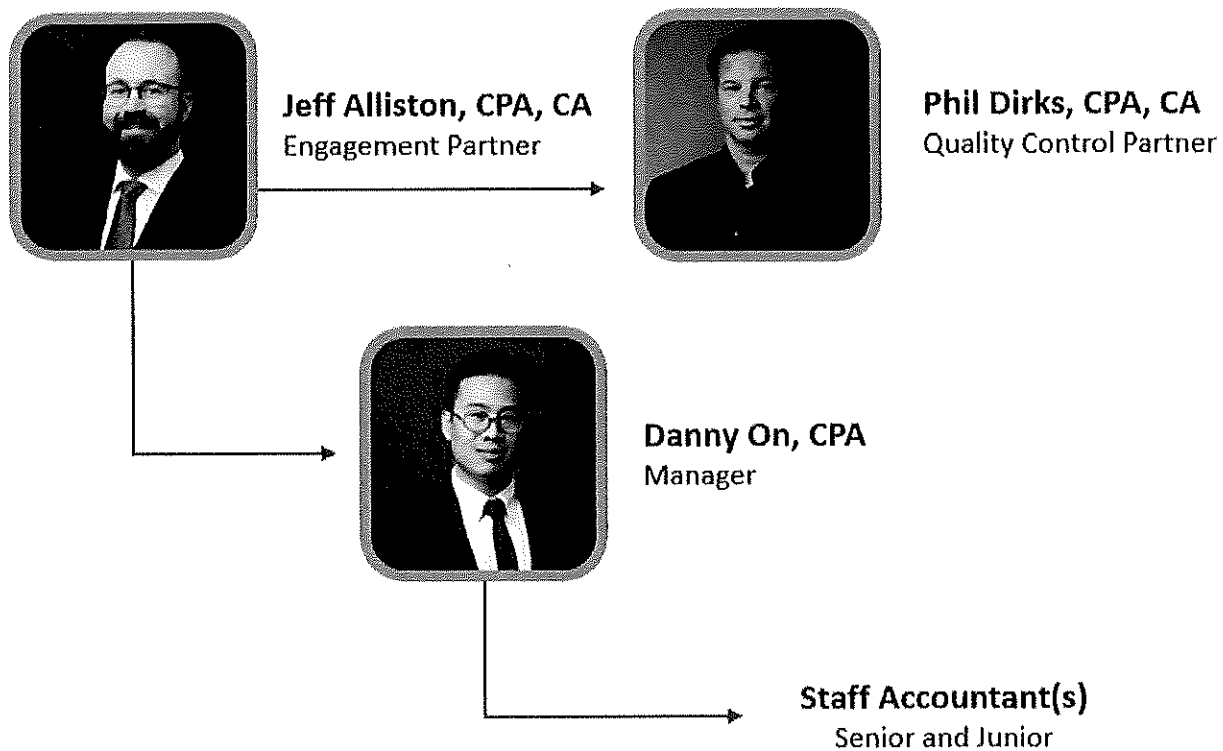 Jeff Alliston, CPA, CA
Engagement Partner
Phil Dirks, CPA, CA
Quality Control Partner
Danny On, CPA
Manager
Staff Accountant(s)
Senior and Junior